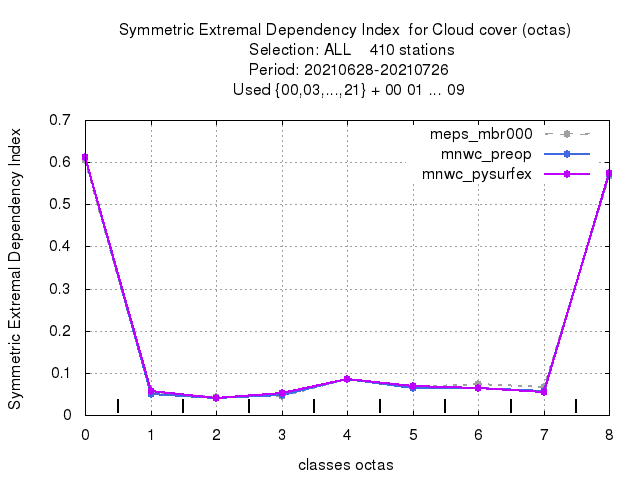 Symmetric Extremal Dependency Index  for Cloud cover (octas)
Selection: ALL    410 stations
Period: 20210628-20210726
Used {00,03,...,21} + 00 01 ... 09
Symmetric Extremal Dependency Index
0.7
0.6
0.5
0.4
0.3
0.2
0.1
0
meps_mbr000
mnwc_preop
mnwc_pysurfex
0 1 2 3 4 5 6 7 8
classes octas